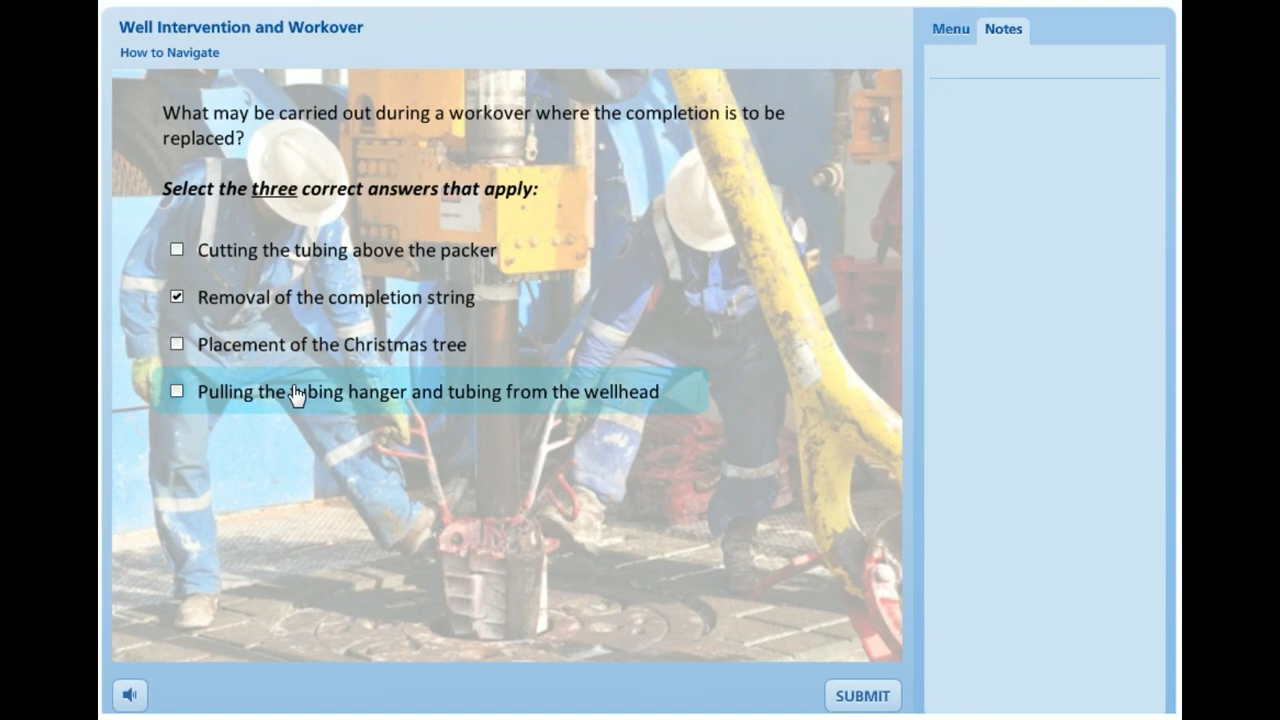 Well Intervention and Workover
How to Navigate
Menu
Notes
What may be carried out during a workover where the completion is to be
replaced?
Select the three correct answers that apply:
Cutting the tubing above the packer
Removal of the completion string
Placement of the Christmas tree
Pulling the tubing hanger and tubing from the wellhead
SUBMIT